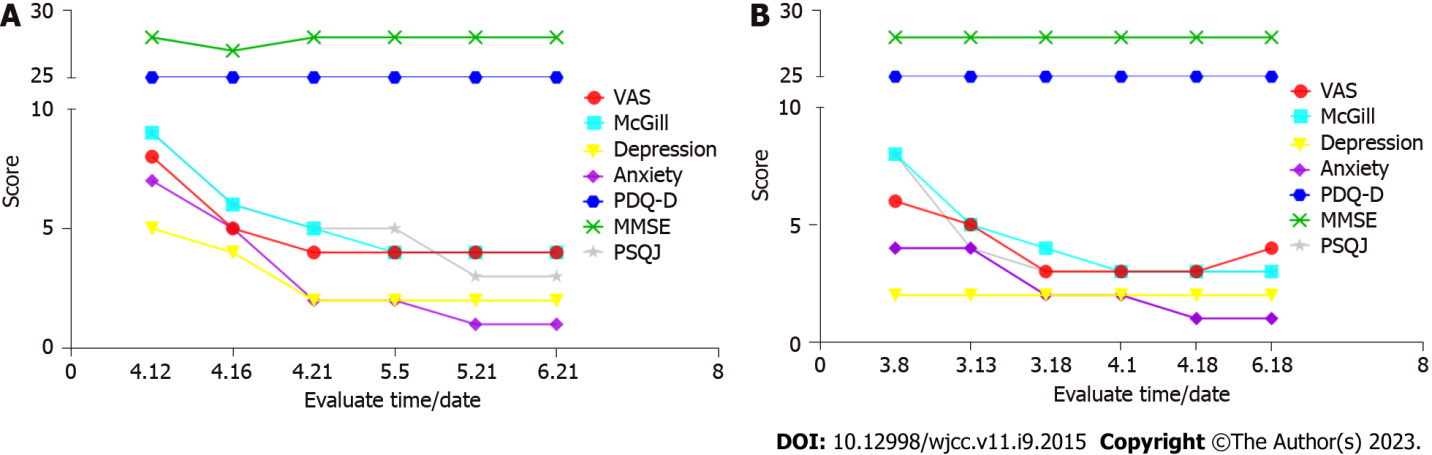 A
30
25
10
5
0
Score
0
4.12
4.16
4.21
5.5
5.21
6.21
8
Evaluate time/date
VAS
McGill
Depression
Anxiety
PDQ-D
MMSE
PSQJ
B
30
25
10
5
0
Score
0
3.8
3.13
3.18
4.1
4.18
6.18
8
Evaluate time/date
VAS
McGill
Depression
Anxiety
PDQ-D
MMSE
PSQJ
DOI: 10.12998/wjcc.v11.i9.2015 Copyright ©The Author(s) 2023.